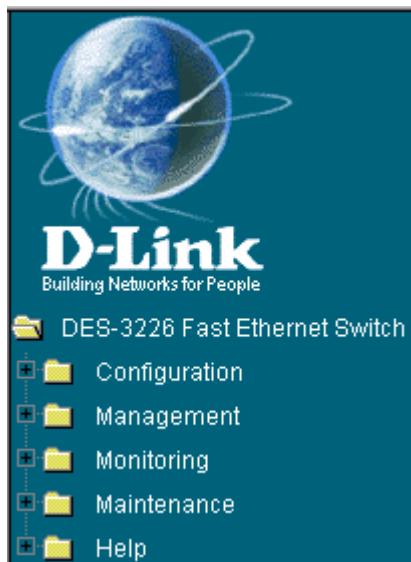 D-Link
Building Networks for People
DES-3226 Fast Ethernet Switch
Configuration
Management
Monitoring
Maintenance
Help